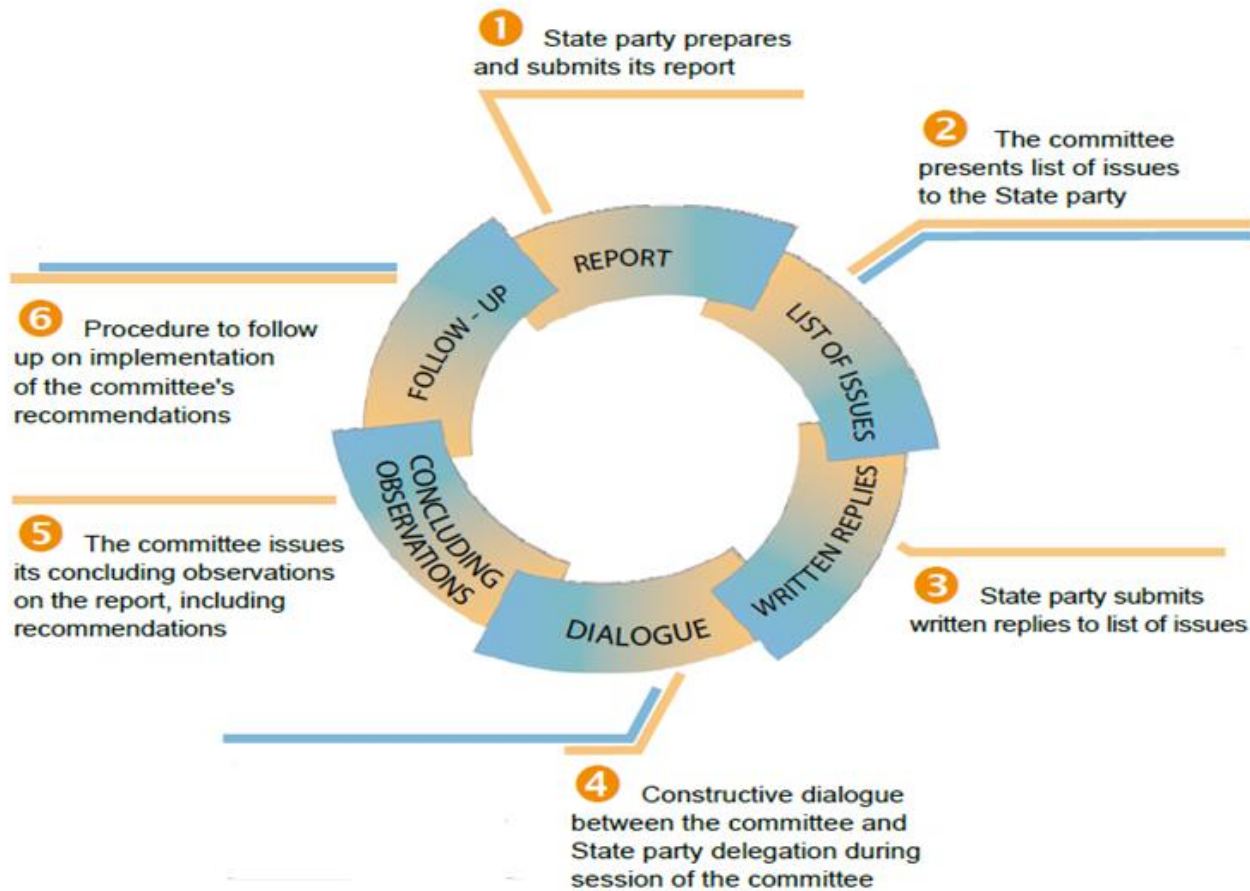 1 State party prepares
and submits its report
2 The committee
presents list of issues
to the State party
REPORT
LIST OF ISSUES
WRITTEN REPLIES
DIALOGUE
CONCLUDING
OBSERVATIONS
FOLLOW - UP
3 State party submits
written replies to list of issues
4 Constructive dialogue
between the committee and
State party delegation during
session of the committee
5 The committee issues
its concluding observations
on the report, including
recommendations
6 Procedure to follow
up on implementation
of the committee's
recommendations